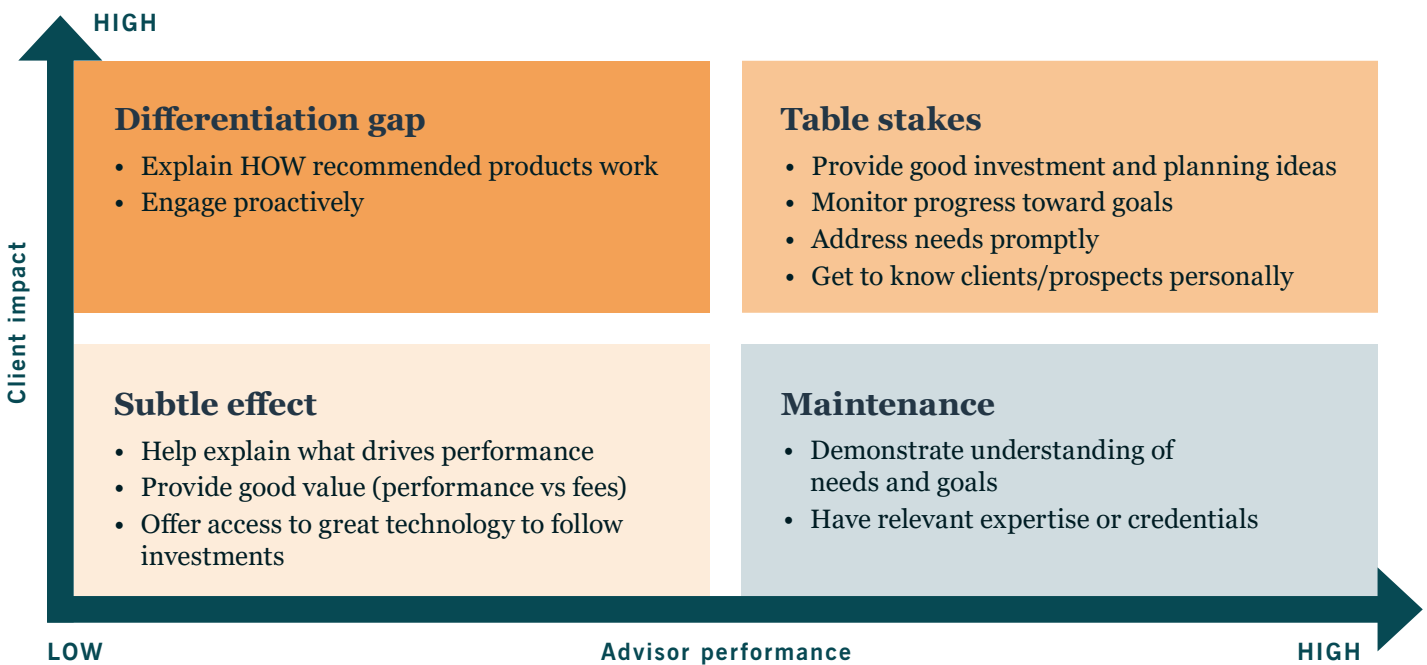 HIGH
Client impact
Differentiation gap
• Explain HOW recommended products work
• Engage proactively
Table stakes
• Provide good investment and planning ideas
• Monitor progress toward goals
• Address needs promptly
• Get to know clients/prospects personally
Subtle effect
• Help explain what drives performance
• Provide good value (performance vs fees)
• Offer access to great technology to follow
investments
Maintenance
• Demonstrate understanding of
needs and goals
• Have relevant expertise or credentials
LOW
Advisor performance
HIGH